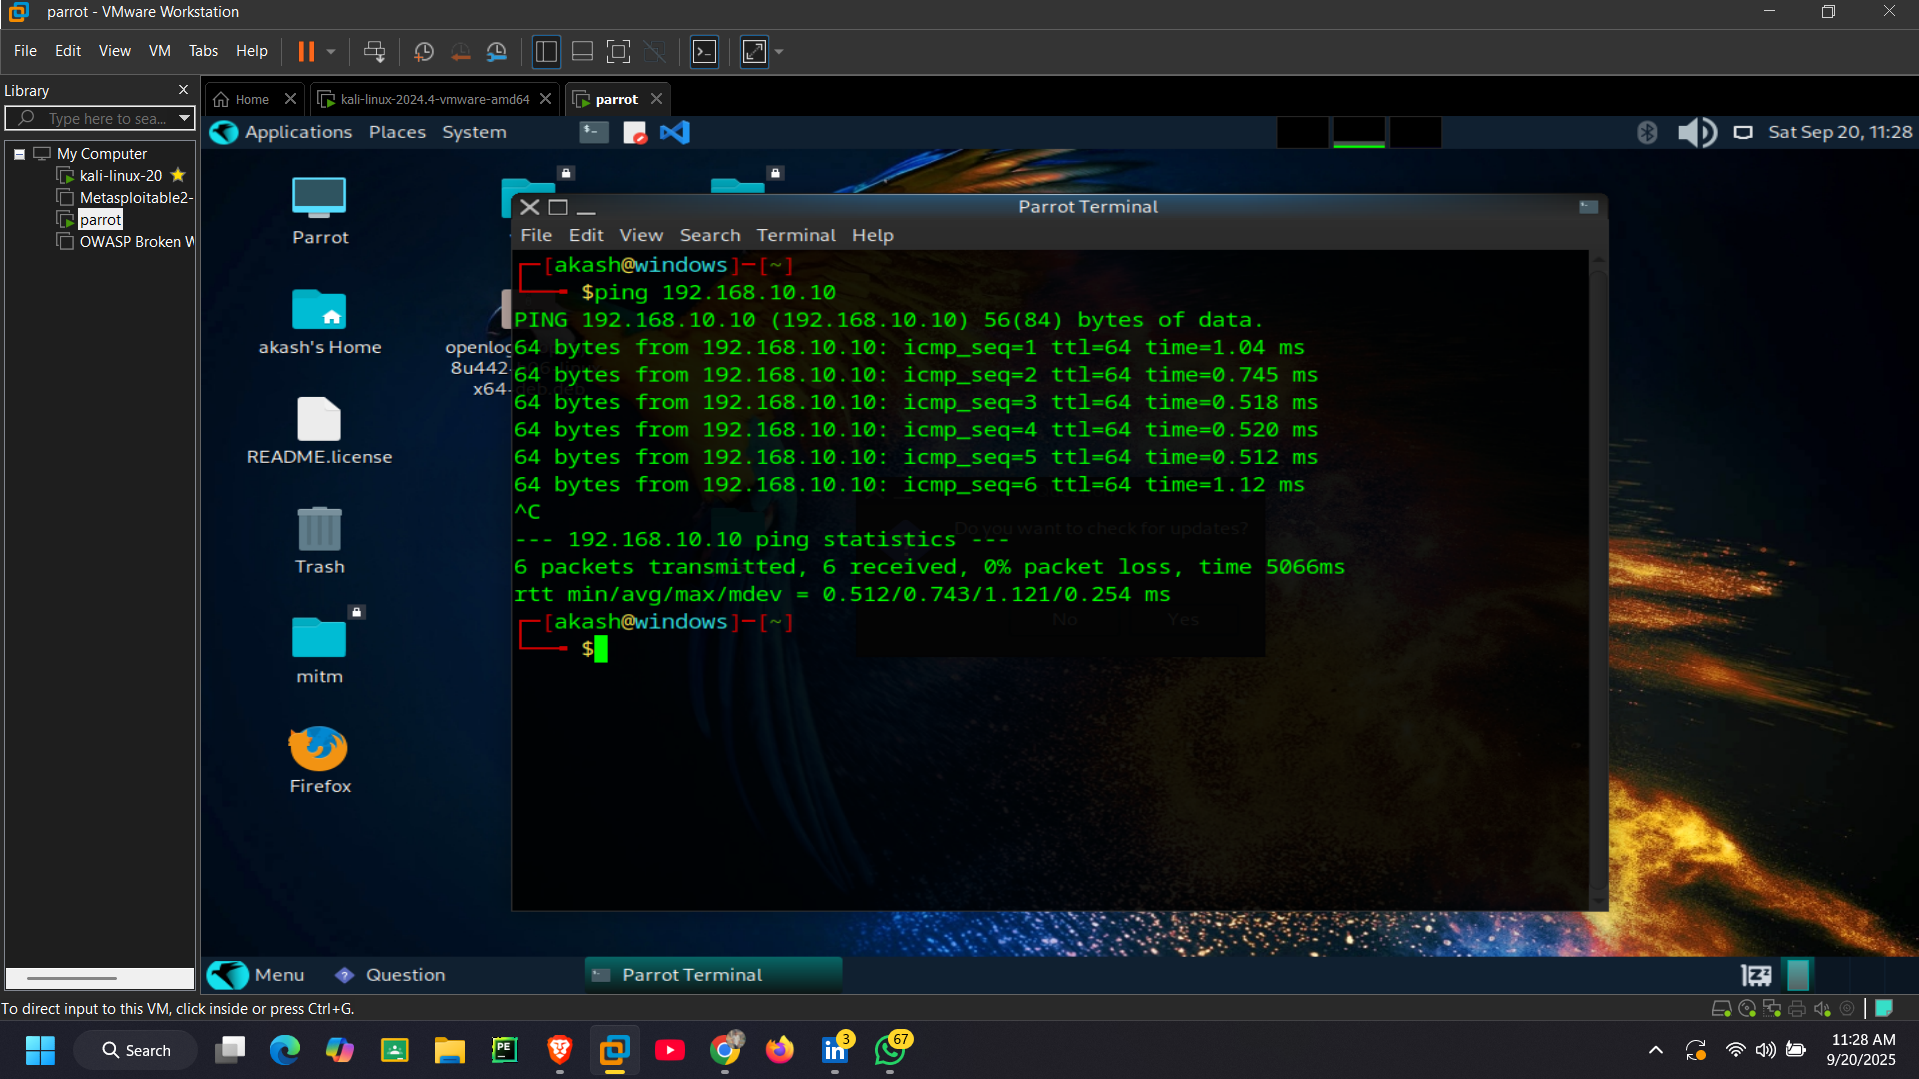 parrot - VMware Workstation
File Edit View VM Tabs Help
Library
Type here to sea...
My Computer
kali-linux-20
Metasploitable2-
parrot
OWASP Broken W
Home
kali-linux-2024.4-vmware-amd64
parrot
Applications Places System
Sat Sep 20, 11:28
Parrot
akash's Home
README.license
Trash
mitm
Firefox
openlog
8u442-
x64-
Parrot Terminal
File Edit View Search Terminal Help
[akash@windows]─[~]
$ping 192.168.10.10
PING 192.168.10.10 (192.168.10.10) 56(84) bytes of data.
64 bytes from 192.168.10.10: icmp_seq=1 ttl=64 time=1.04 ms
64 bytes from 192.168.10.10: icmp_seq=2 ttl=64 time=0.745 ms
64 bytes from 192.168.10.10: icmp_seq=3 ttl=64 time=0.518 ms
64 bytes from 192.168.10.10: icmp_seq=4 ttl=64 time=0.520 ms
64 bytes from 192.168.10.10: icmp_seq=5 ttl=64 time=0.512 ms
64 bytes from 192.168.10.10: icmp_seq=6 ttl=64 time=1.12 ms
^C
Do you want to check for updates?
--- 192.168.10.10 ping statistics ---
6 packets transmitted, 6 received, 0% packet loss, time 5066ms
rtt min/avg/max/mdev = 0.512/0.743/1.121/0.254 ms
No Yes
[akash@windows]─[~]
$
Menu Question Parrot Terminal
To direct input to this VM, click inside or press Ctrl+G.
Search
PE
3
67
11:28 AM
9/20/2025